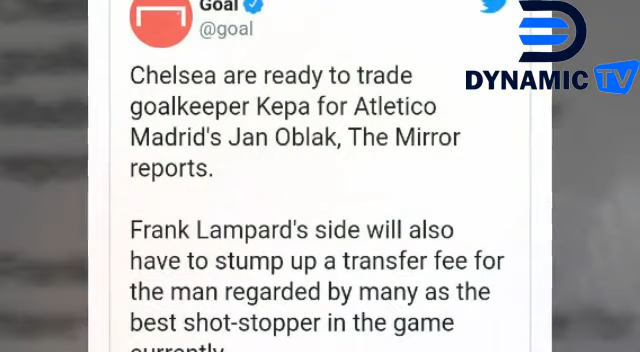 Goal
@goal
DYNAMIC TV
Chelsea are ready to trade
goalkeeper Kepa for Atletico
Madrid's Jan Oblak, The Mirror
reports.
Frank Lampard's side will also
have to stump up a transfer fee for
the man regarded by many as the
best shot-stopper in the game
currently